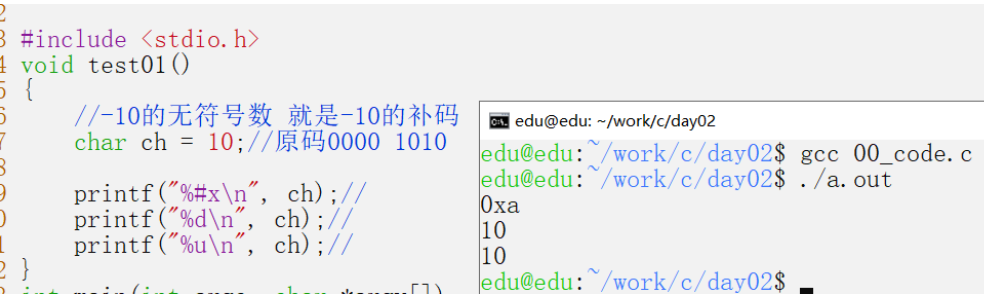 2
3 #include <stdio.h>
4 void test01()
5 {
6 //-10的无符号数 就是-10的补码
7 char ch = 10;//原码0000 1010
8
9 printf("%#x\n", ch);//
0 printf("%d\n", ch);//
1 printf("%u\n", ch);//
2 }
edu@edu: ~/work/c/day02
edu@edu:~/work/c/day02$ gcc 00_code.c
edu@edu:~/work/c/day02$ ./a.out
0xa
10
10
edu@edu:~/work/c/day02$